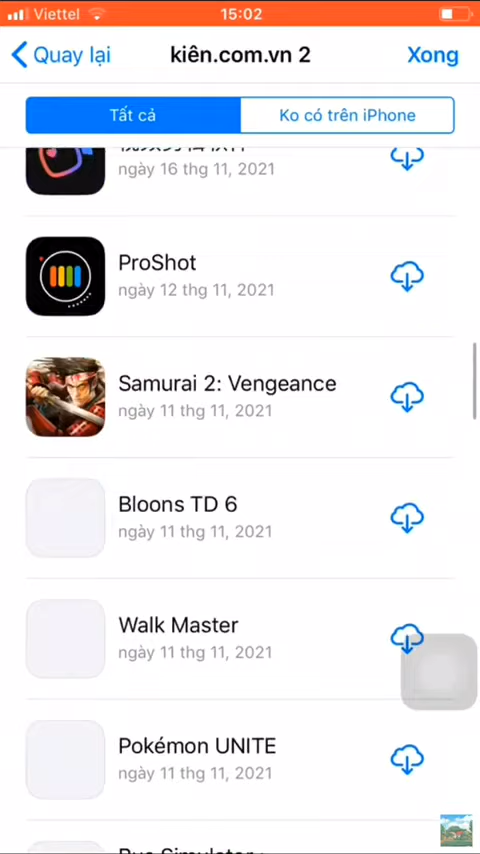 Viettel 15:02
Quay lại kiên.com.vn 2 Xong
Tất cả Ko có trên iPhone
ngày 16 thg 11, 2021
ProShot
ngày 12 thg 11, 2021
Samurai 2: Vengeance
ngày 11 thg 11, 2021
Bloons TD 6
ngày 11 thg 11, 2021
Walk Master
ngày 11 thg 11, 2021
Pokémon UNITE
ngày 11 thg 11, 2021